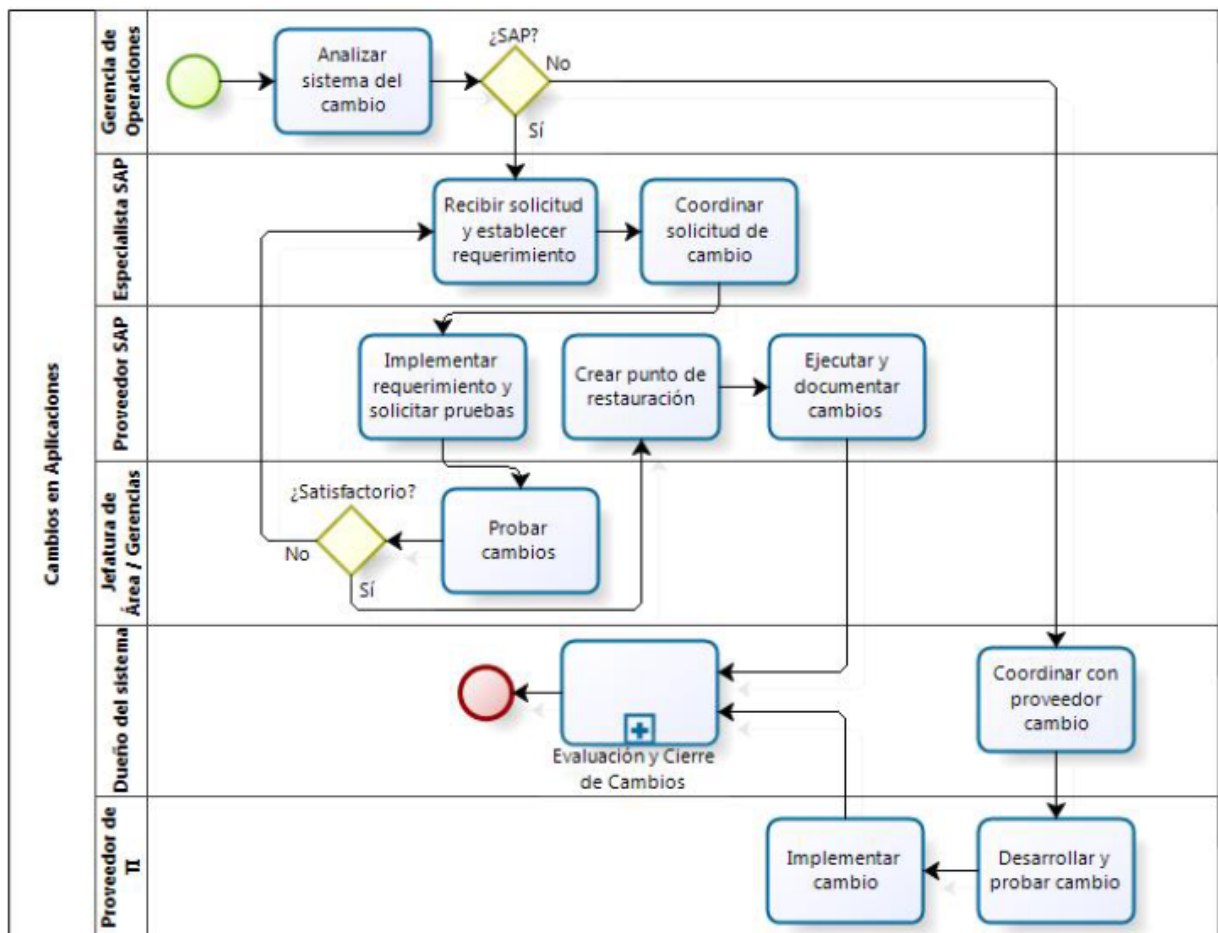 Cambios en Aplicaciones
Gerencia de
Operaciones
Analizar
sistema del
cambio
¿SAP?
No
Sí
Especialista SAP
Recibir solicitud
y establecer
requerimiento
Coordinar
solicitud de
cambio
Proveedor SAP
Implementar
requerimiento y
solicitar pruebas
Crear punto de
restauración
Ejecutar y
documentar
cambios
Jefatura de
Área / Gerencias
¿Satisfactorio?
No
Sí
Probar
cambios
Dueño del sistema
Evaluación y Cierre
de Cambios
Coordinar con
proveedor
cambio
Proveedor de
TI
Implementar
cambio
Desarrollar y
probar cambio